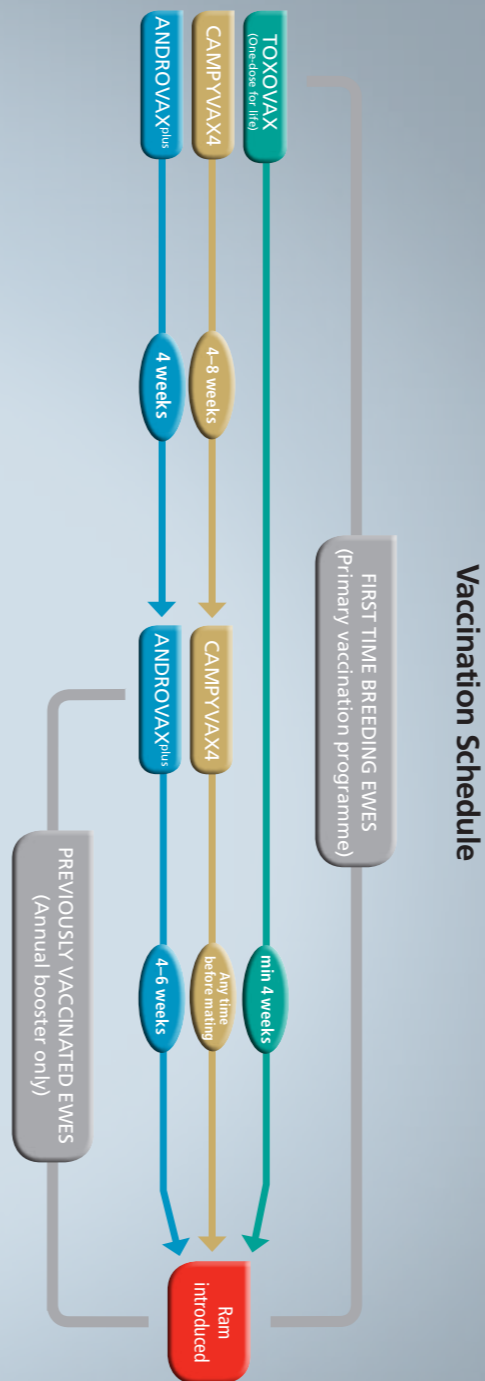 Vaccination Schedule
FIRST TIME BREEDING EWES
(Primary vaccination programme)
TOXOVAX
(One-dose for life)
min 4 weeks
CAMPYVAX4
4–8 weeks
CAMPYVAX4
Any time
before mating
ANDROVAXplus
4 weeks
ANDROVAXplus
4–6 weeks
Ram
introduced
PREVIOUSLY VACCINATED EWES
(Annual booster only)